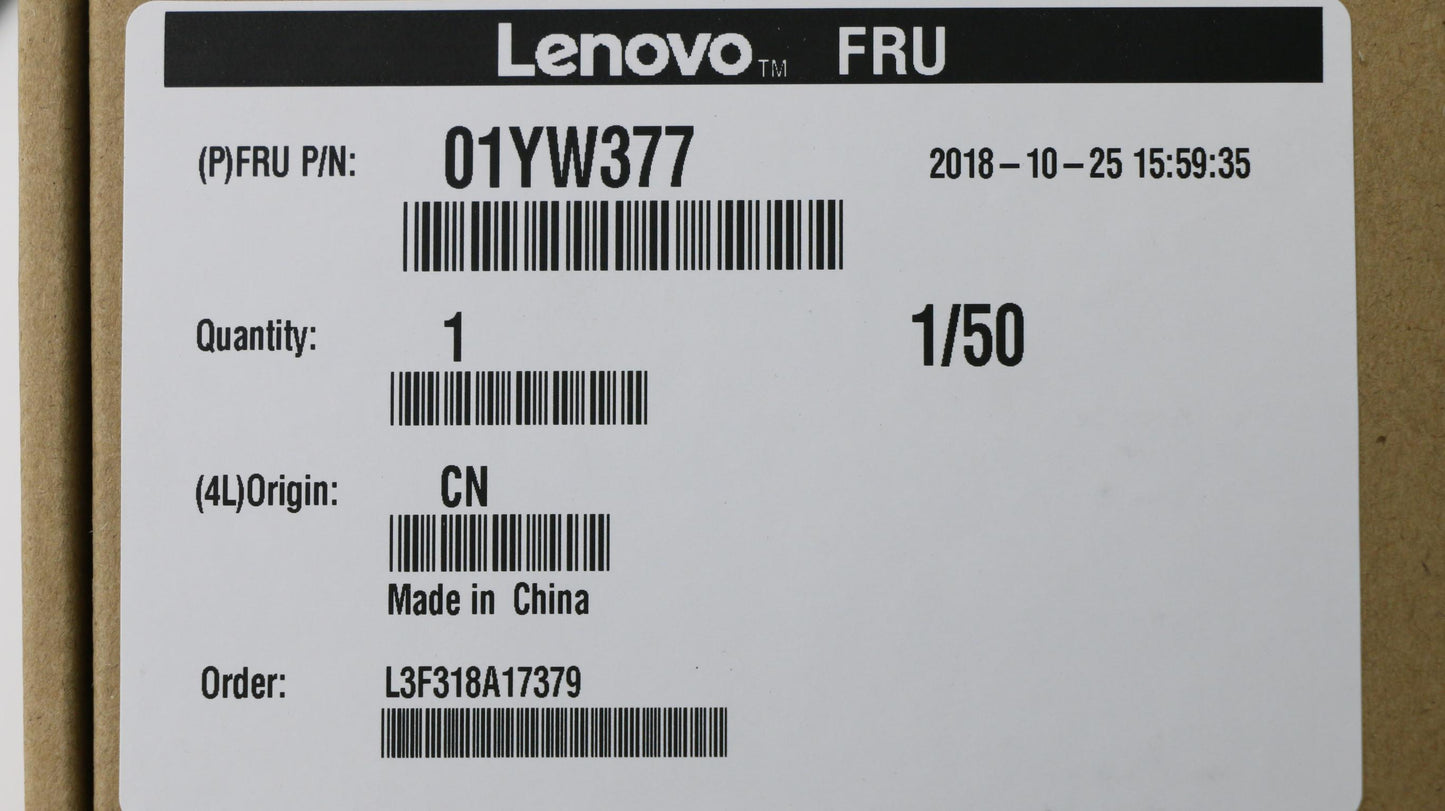 Lenovo™ FRU
(P)FRU P/N: 01YW377 2018-10-25 15:59:35
Quantity: 1 1/50
(4L)Origin: CN
Made in China
Order: L3F318A17379